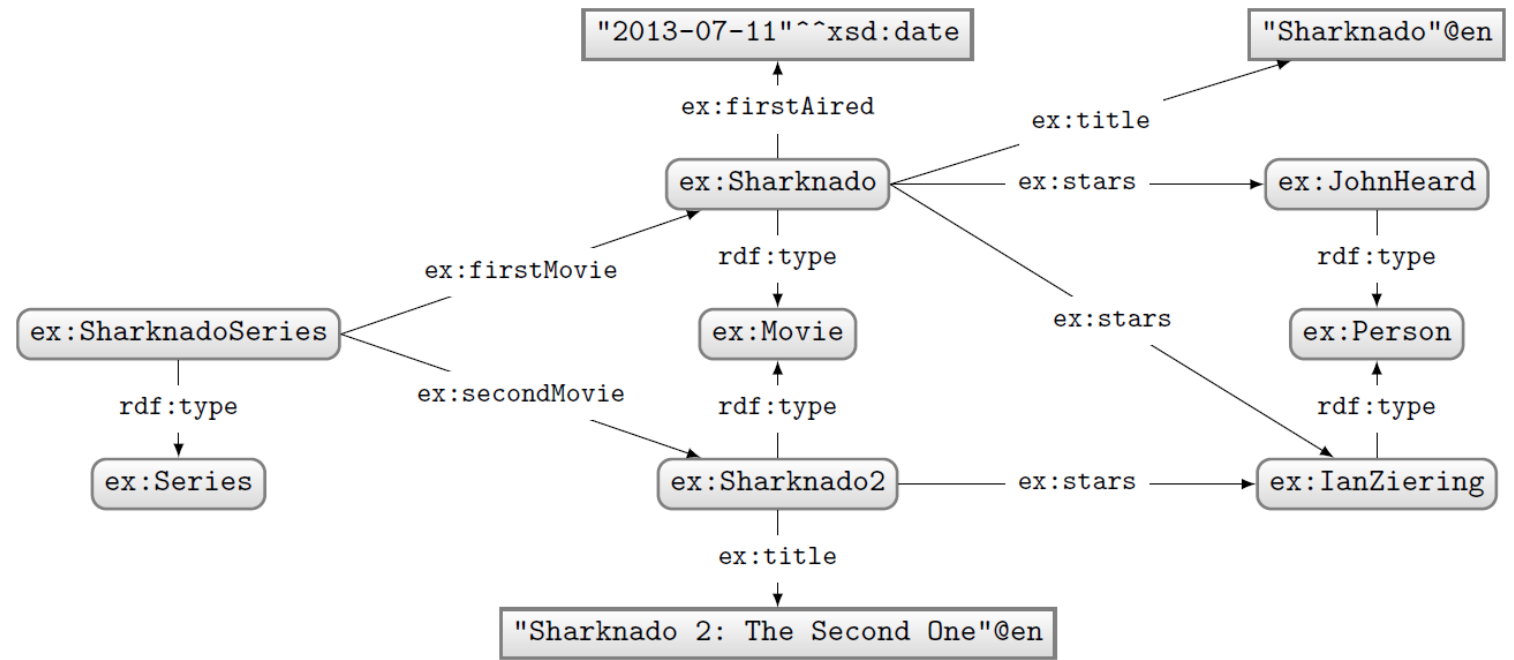 "2013-07-11"^^xsd:date
"Sharknado"@en
ex:firstAired
ex:title
ex:Sharknado
ex:stars
ex:JohnHeard
ex:firstMovie
rdf:type
rdf:type
ex:SharknadoSeries
ex:Movie
ex:stars
ex:Person
ex:secondMovie
rdf:type
rdf:type
rdf:type
ex:Series
ex:Sharknado2
ex:stars
ex:IanZiering
ex:title
"Sharknado 2: The Second One"@en